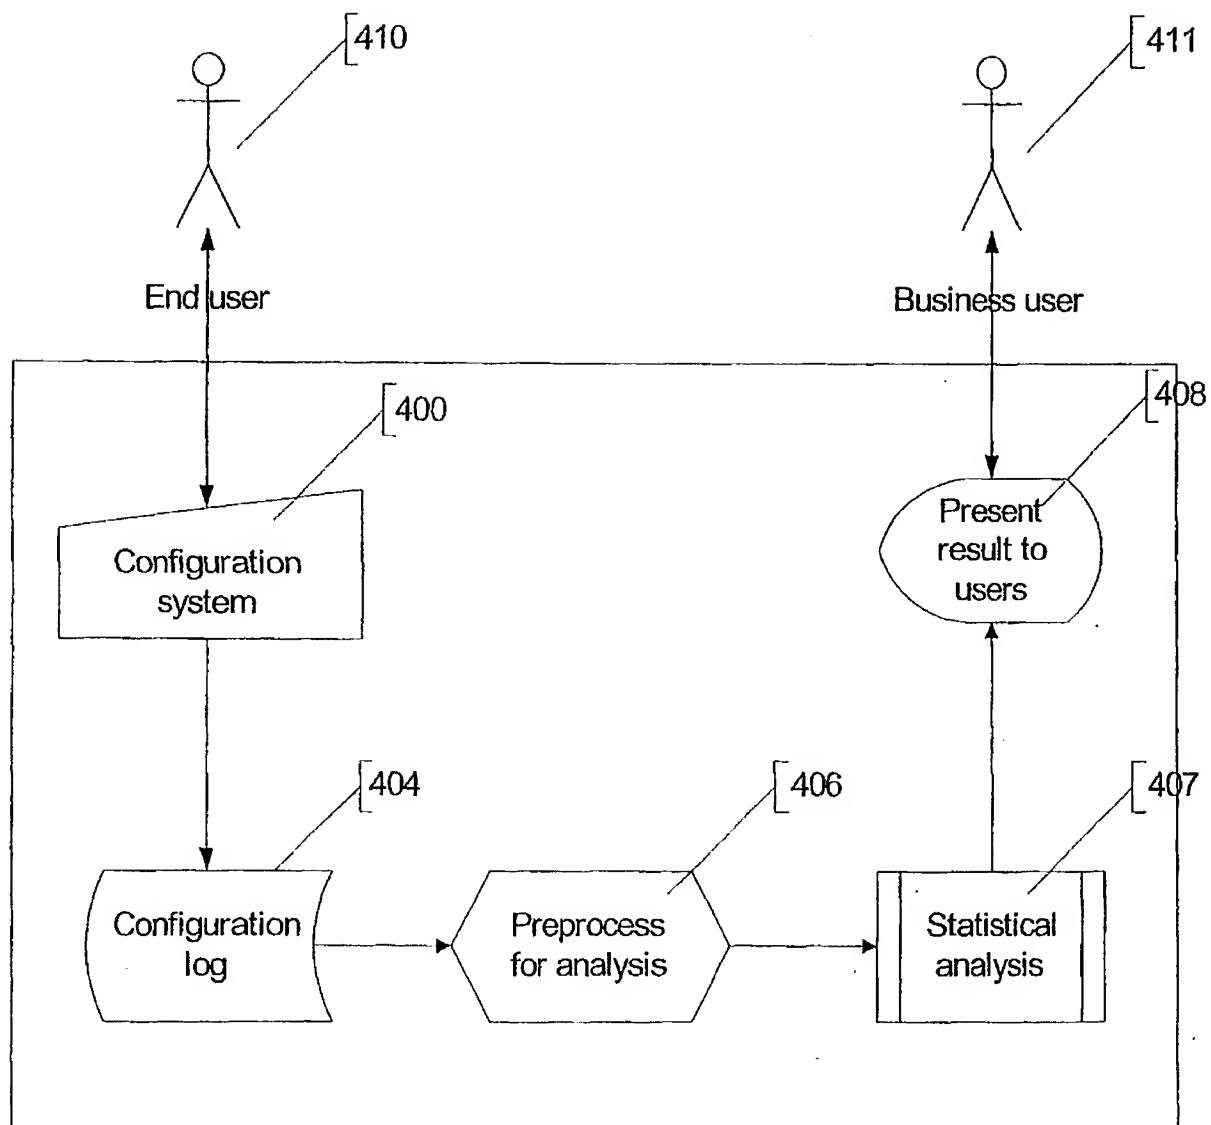 410
411
End user
Business user
400
408
Configuration
system
Present
result to
users
404
406
407
Configuration
log
Preprocess
for analysis
Statistical
analysis